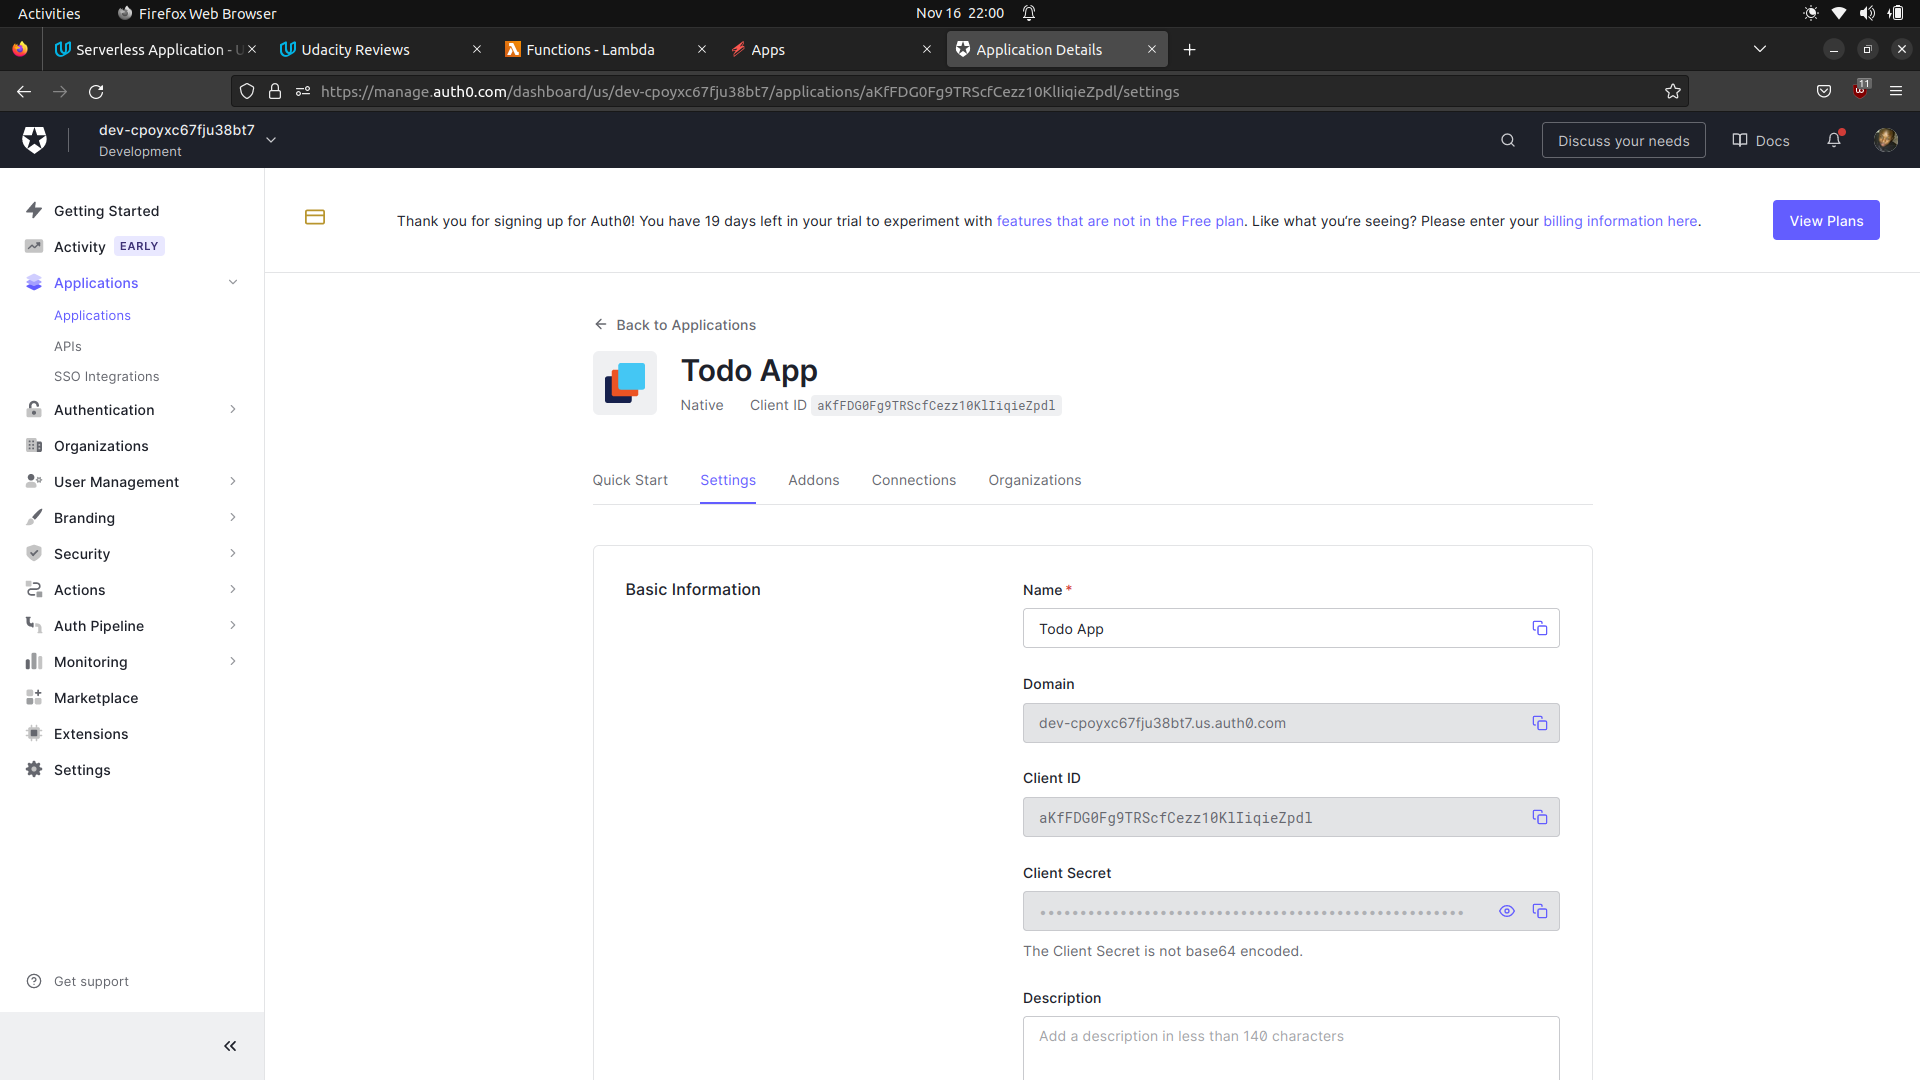 Activities
Firefox Web Browser
Nov 16 22:00
Serverless Application - U
Udacity Reviews
Functions - Lambda
Apps
Application Details
https://manage.auth0.com/dashboard/us/dev-cpoyxc67fju38bt7/applications/aKfFDG0Fg9TRScfCezz10KlIiqieZpdl/settings
11
dev-cpoyxc67fju38bt7
Development
Discuss your needs
Docs
Getting Started
Activity EARLY
Applications
Applications
APIs
SSO Integrations
Authentication
Organizations
User Management
Branding
Security
Actions
Auth Pipeline
Monitoring
Marketplace
Extensions
Settings
Get support
Thank you for signing up for Auth0! You have 19 days left in your trial to experiment with features that are not in the Free plan. Like what you're seeing? Please enter your billing information here.
View Plans
Back to Applications
Todo App
Native Client ID aKfFDG0Fg9TRScfCezz10KlIiqieZpdl
Quick Start Settings Addons Connections Organizations
Basic Information
Name *
Todo App
Domain
dev-cpoyxc67fju38bt7.us.auth0.com
Client ID
aKfFDG0Fg9TRScfCezz10KlIiqieZpdl
Client Secret
The Client Secret is not base64 encoded.
Description
Add a description in less than 140 characters